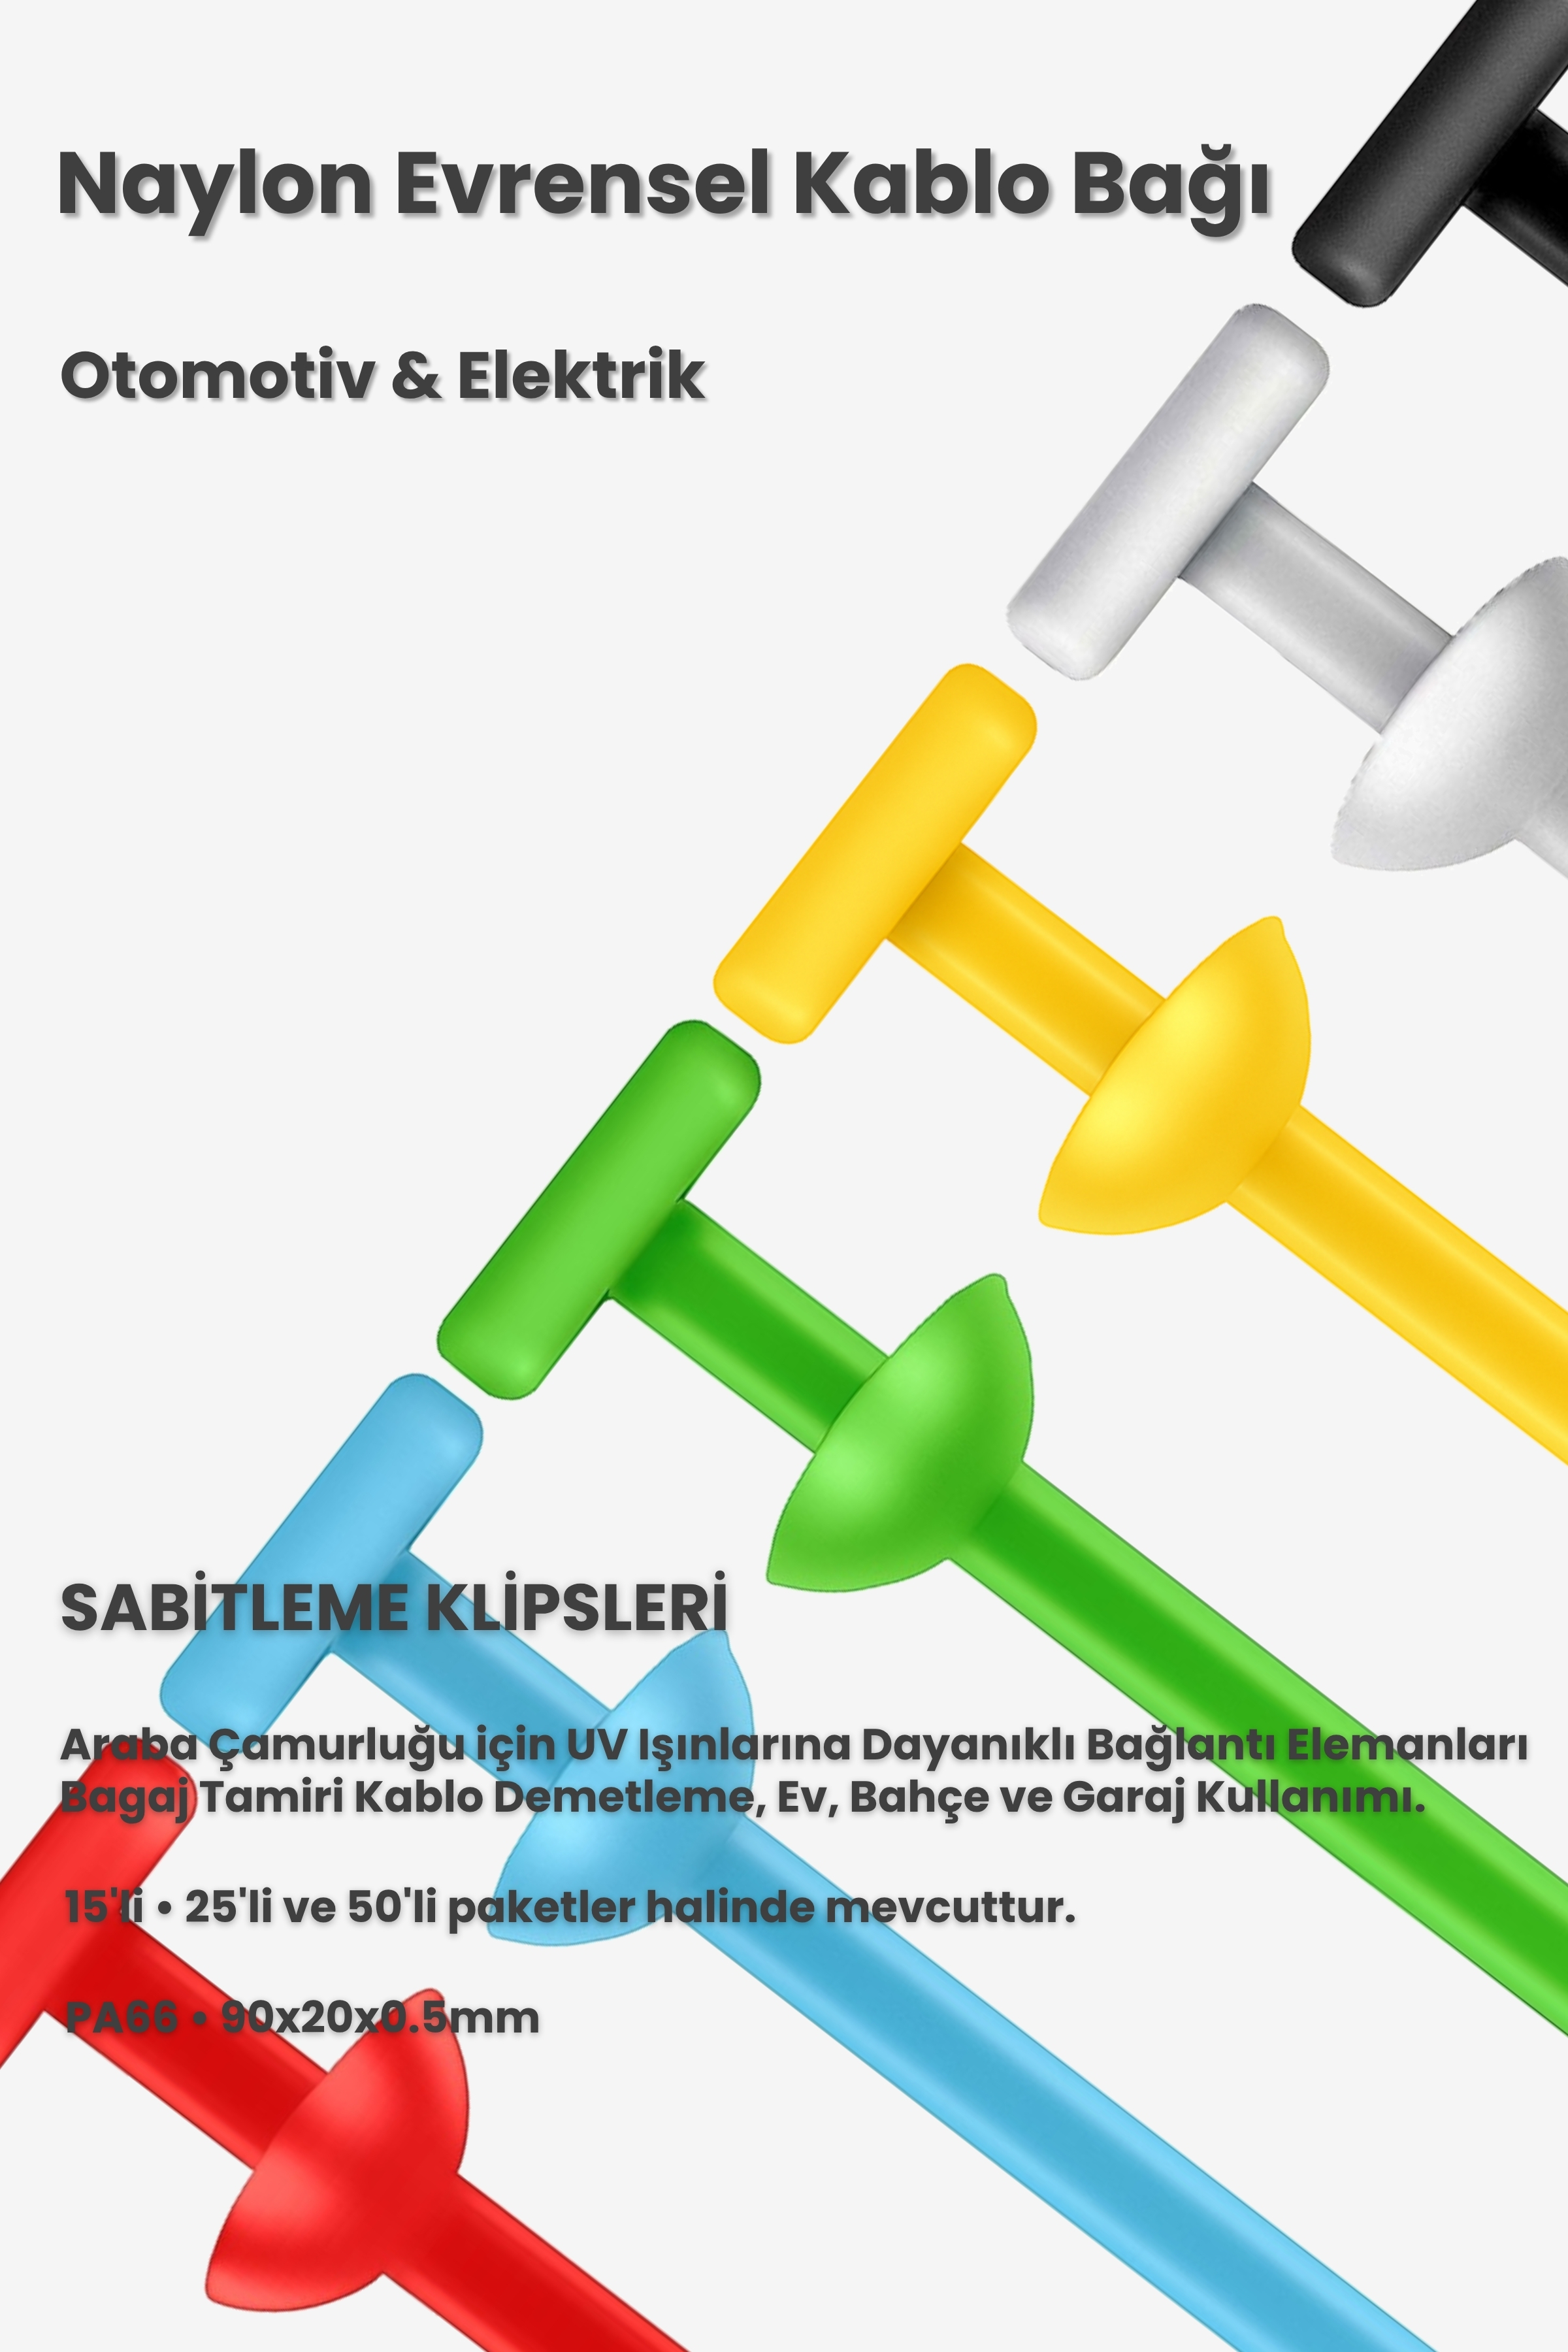 Naylon Evrensel Kablo Bağı
Otomotiv & Elektrik
SABİTLEME KLİPSLERİ
Araba Çamurluğu için UV Işınlarına Dayanıklı Bağlantı Elemanları
Bagaj Tamiri Kablo Demetleme, Ev, Bahçe ve Garaj Kullanımı.
15'li • 25'li ve 50'li paketler halinde mevcuttur.
PA66 • 90x20x0.5mm